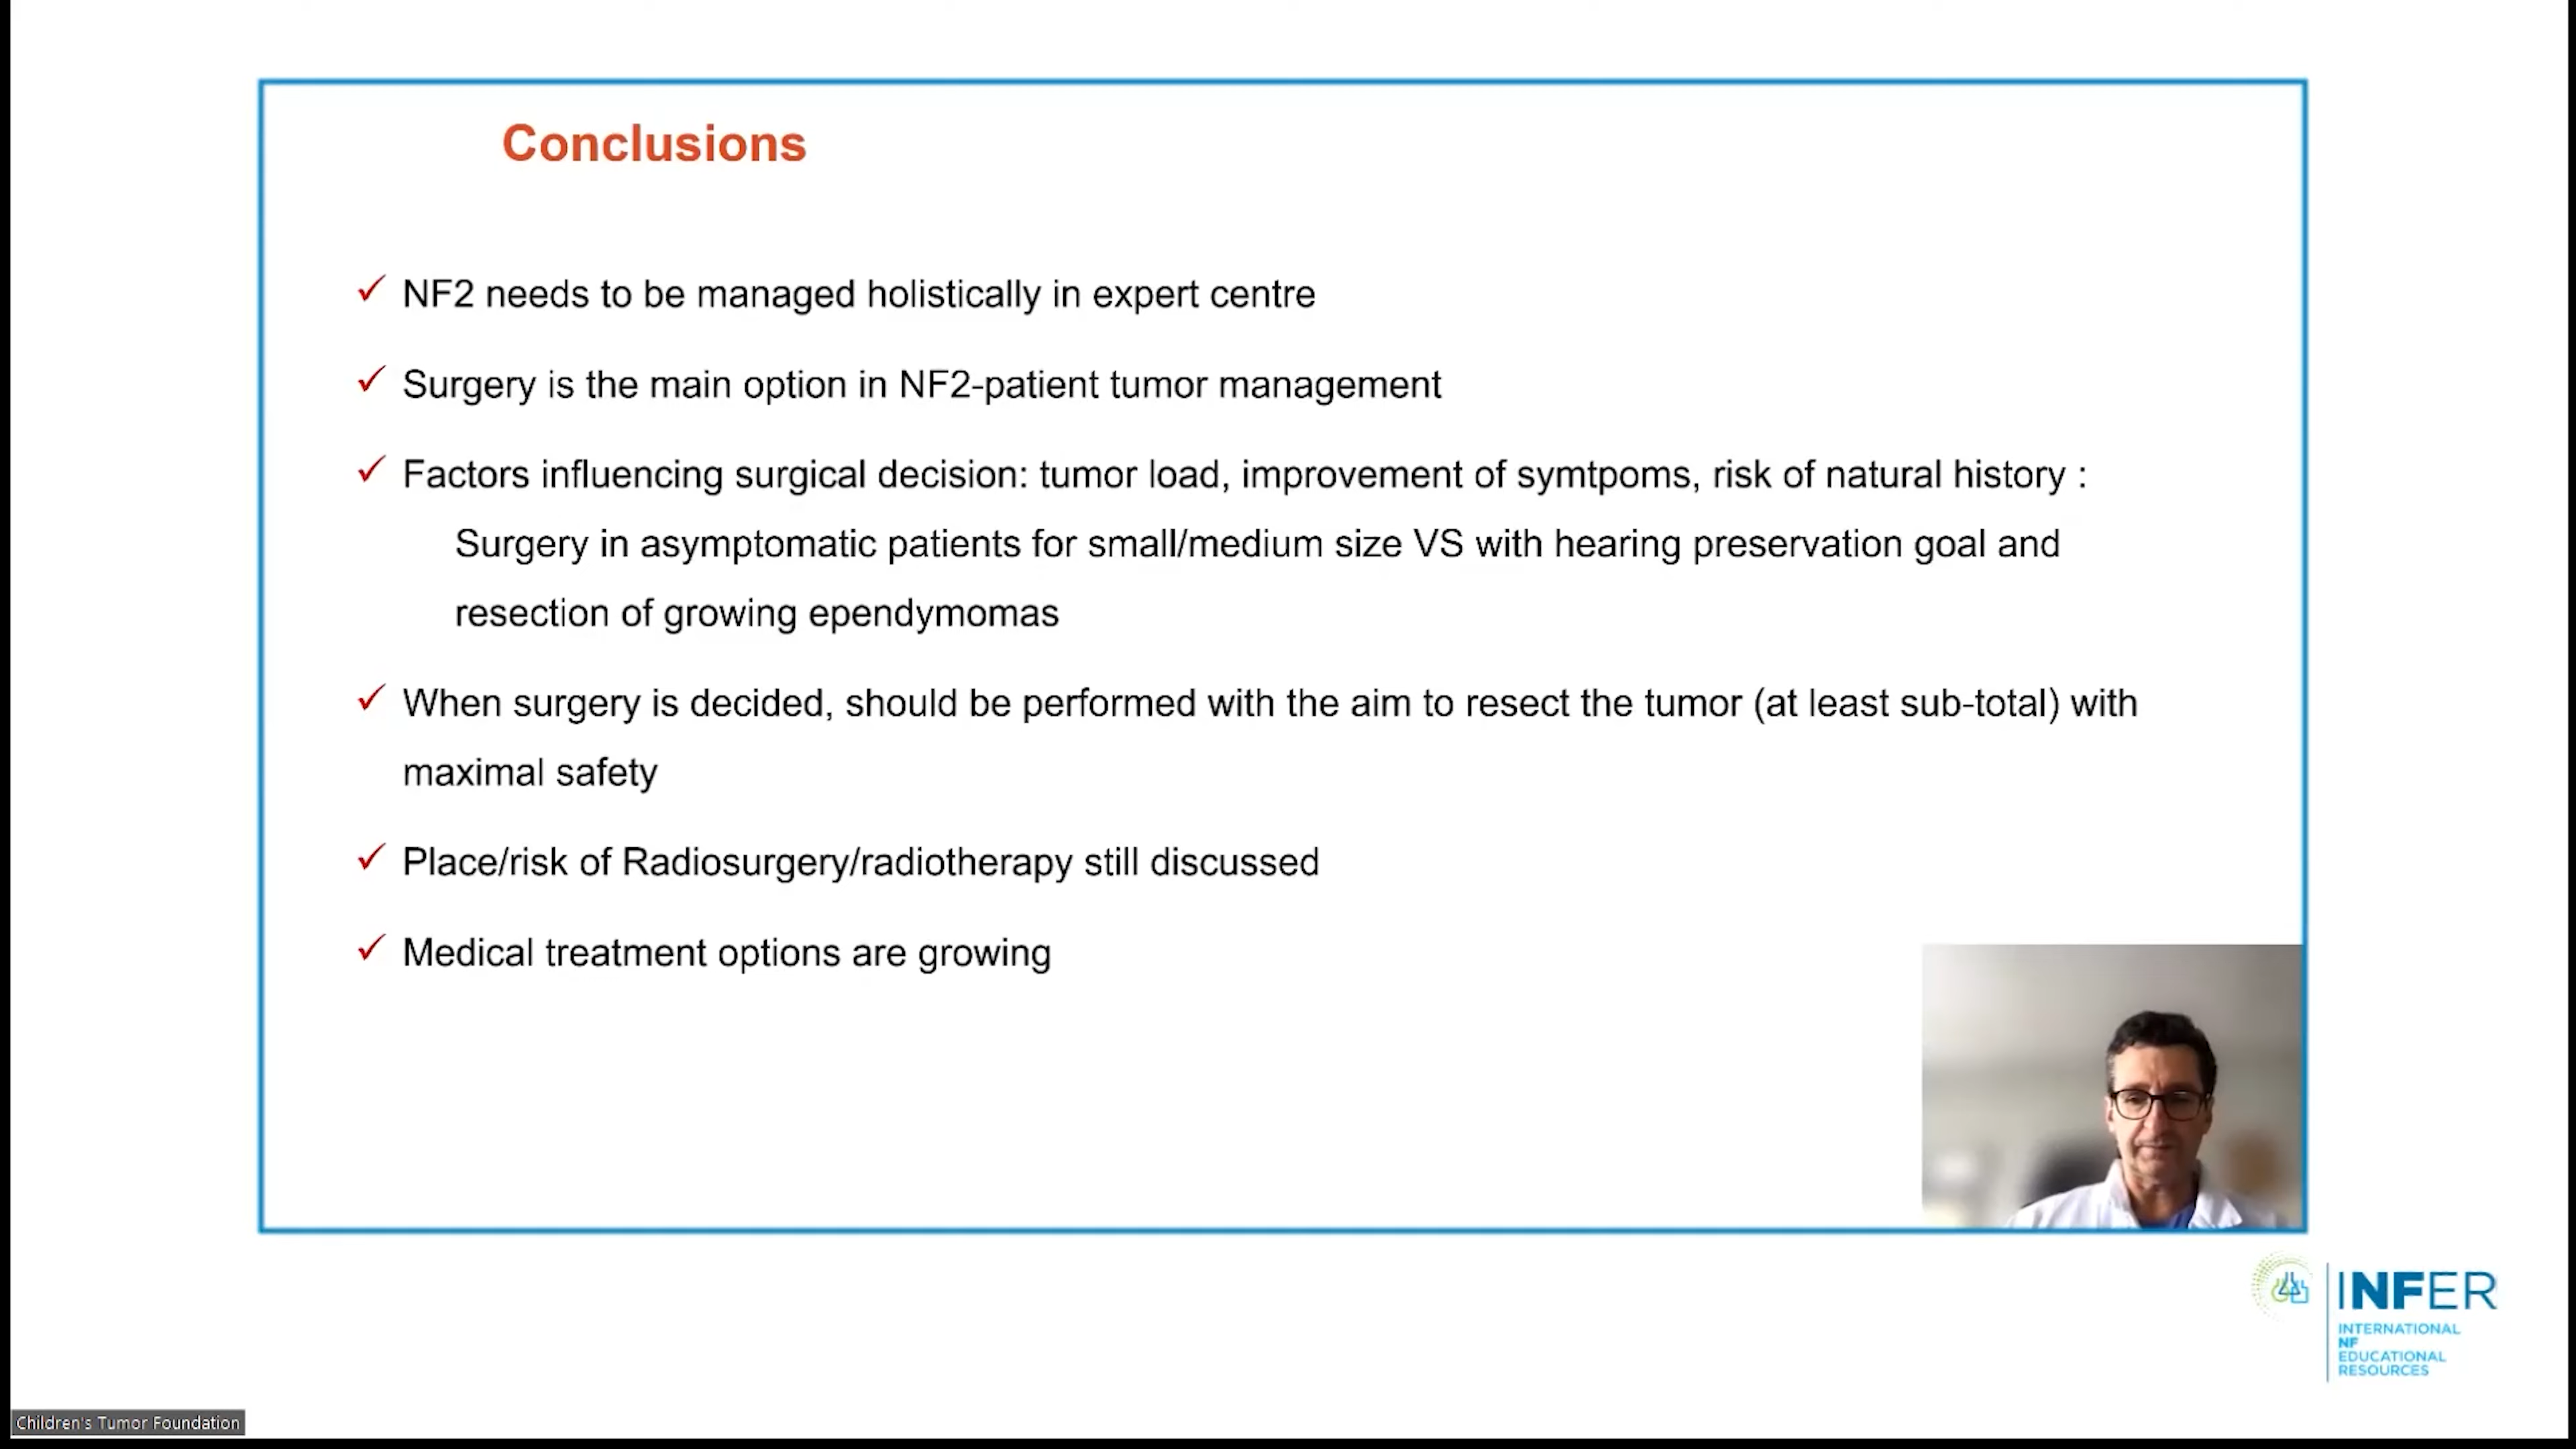 Conclusions
✓ NF2 needs to be managed holistically in expert centre
✓ Surgery is the main option in NF2-patient tumor management
✓ Factors influencing surgical decision: tumor load, improvement of symtpoms, risk of natural history :
Surgery in asymptomatic patients for small/medium size VS with hearing preservation goal and
resection of growing ependymomas
✓ When surgery is decided, should be performed with the aim to resect the tumor (at least sub-total) with
maximal safety
✓ Place/risk of Radiosurgery/radiotherapy still discussed
✓ Medical treatment options are growing
INFER
INTERNATIONAL
NF
EDUCATIONAL
RESOURCES
Children's Tumor Foundation